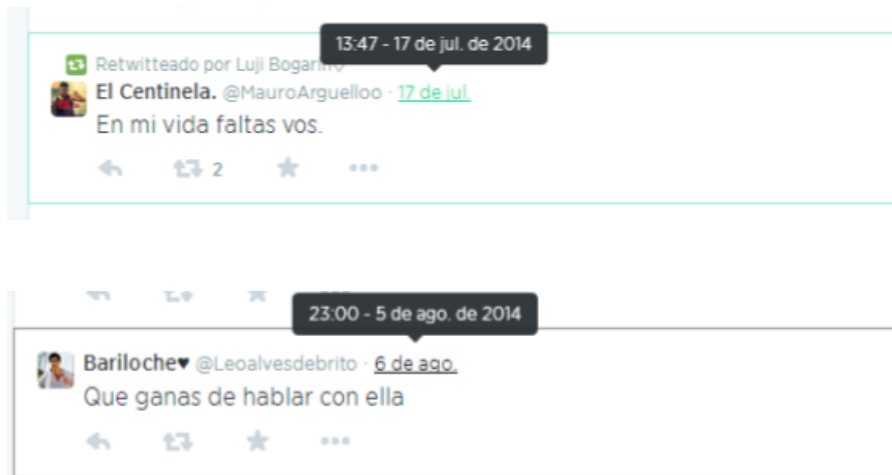 13:47 - 17 de jul. de 2014
Retwitteado por Luji Bogarin
El Centinela. @MauroArguelloo · 17 de jul.
En mi vida faltas vos.
2
23:00 - 5 de ago. de 2014
Bariloche♥ @Leoalvesdebrito · 6 de ago.
Que ganas de hablar con ella